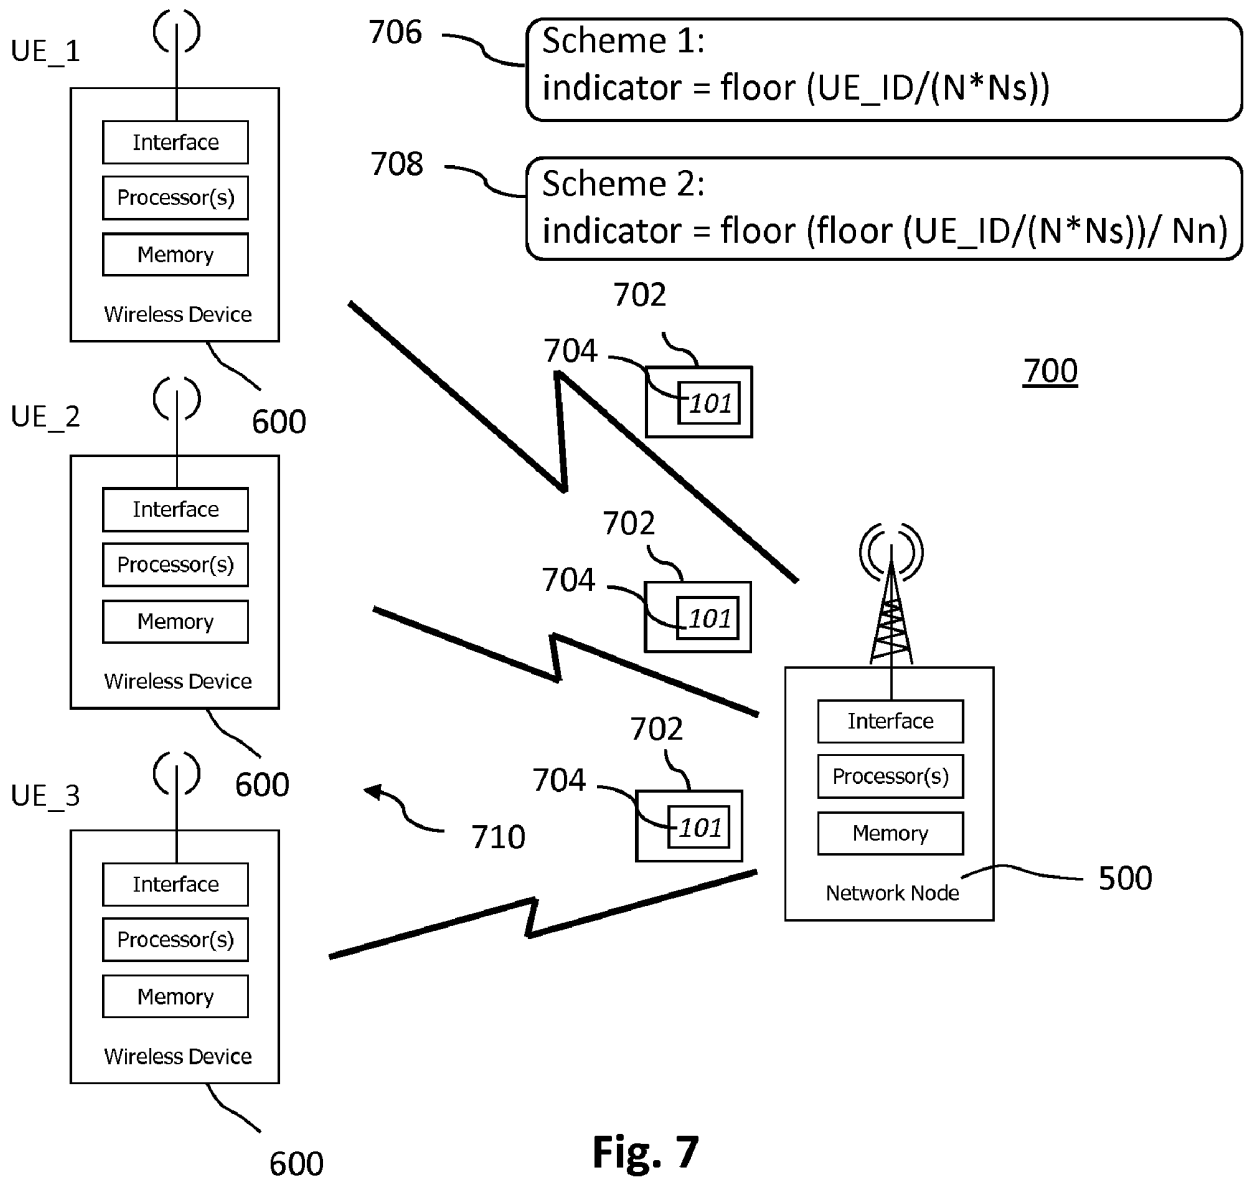 UE_1
Interface
Processor(s)
Memory
Wireless Device
600
706
Scheme 1:
indicator = floor (UE_ID/(N*Ns))
708
Scheme 2:
indicator = floor (floor (UE_ID/(N*Ns))/ Nn)
702
704
101
700
UE_2
Interface
Processor(s)
Memory
Wireless Device
600
702
704
101
UE_3
Interface
Processor(s)
Memory
Wireless Device
600
710
702
704
101
Interface
Processor(s)
Memory
Network Node
500
Fig. 7